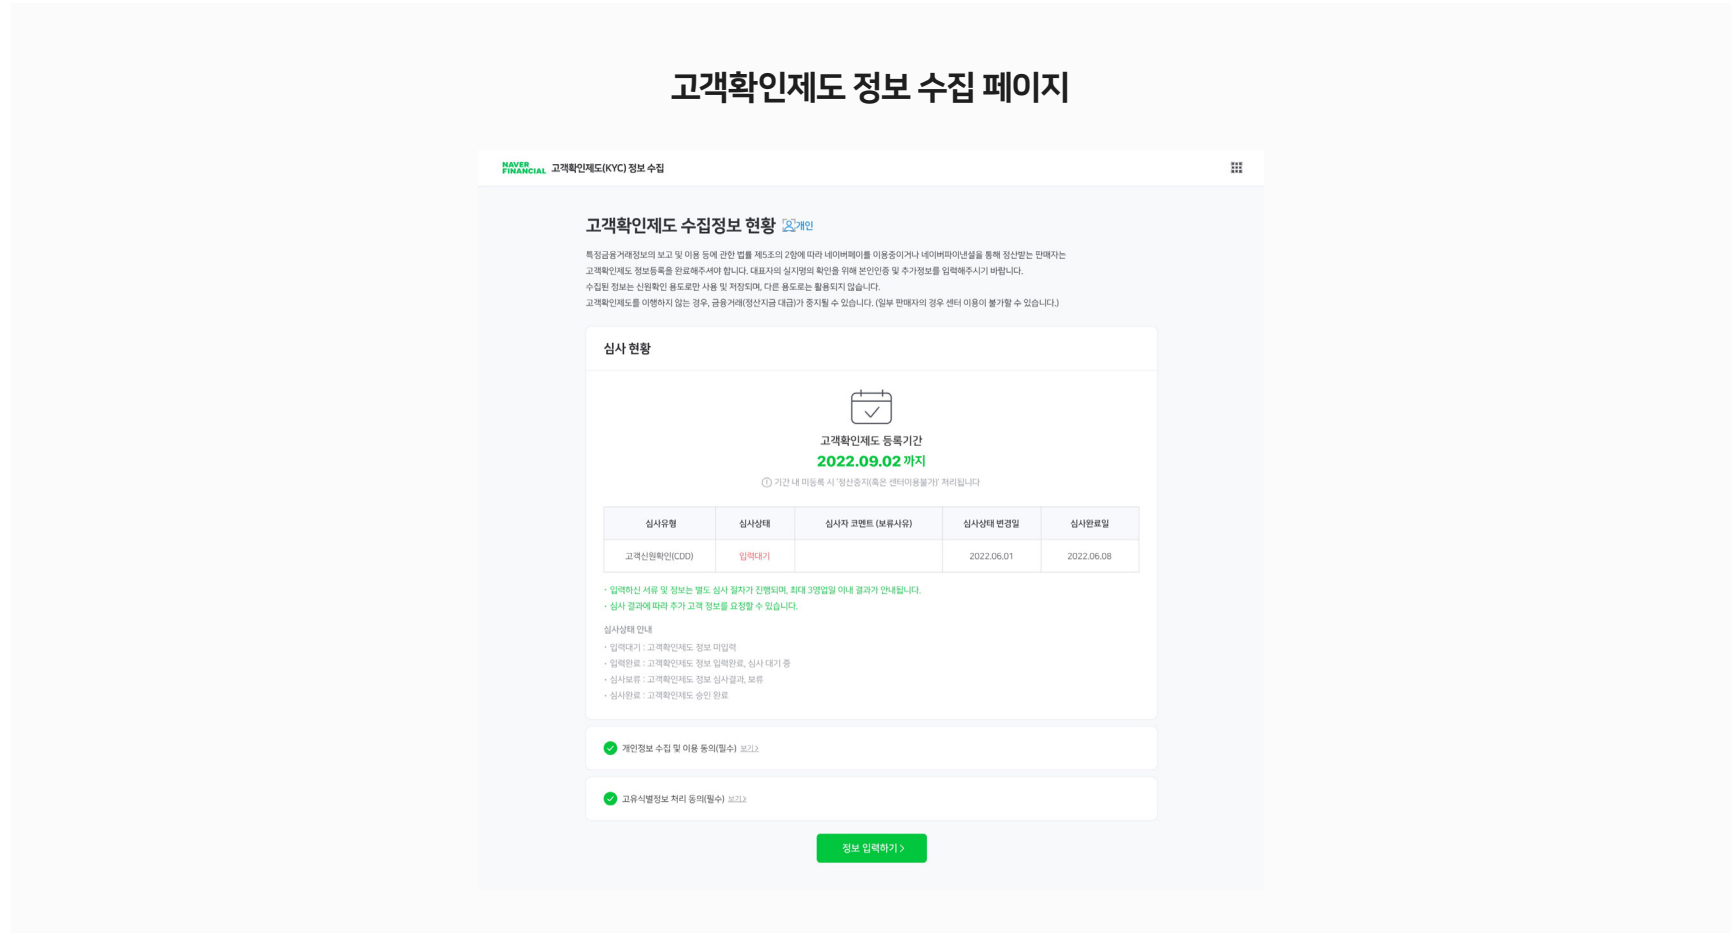 고객확인제도 정보 수집 페이지
NAVER FINANCIAL 고객확인제도(KYC) 정보 수집
고객확인제도 수집정보 현황 개인
특정금융거래정보의 보고 및 이용 등에 관한 법률 제5조의 2항에 따라 네이버페이를 이용중이거나 네이버파이낸셜을 통해 정산받는 판매자는
고객확인제도 정보등록을 완료해주셔야 합니다. 대표자의 실지명의 확인을 위해 본인인증 및 추가정보를 입력해주시기 바랍니다.
수집된 정보는 신원확인 용도로만 사용 및 저장되며, 다른 용도로는 활용되지 않습니다.
고객확인제도를 이행하지 않는 경우, 금융거래(정산지금 대금)가 중지될 수 있습니다. (일부 판매자의 경우 센터 이용이 불가할 수 있습니다.)
심사 현황
고객확인제도 등록기간
2022.09.02 까지
기간 내 미등록 시 '정산중지(혹은 센터이용불가)' 처리됩니다
심사유형 심사상태 심사자 코멘트 (보류사유) 심사상태 변경일 심사완료일
고객신원확인(CDD) 입력대기 2022.06.01 2022.06.08
· 입력하신 서류 및 정보는 별도 심사 절차가 진행되며, 최대 3영업일 이내 결과가 안내됩니다.
· 심사 결과에 따라 추가 고객 정보를 요청할 수 있습니다.
심사상태 안내
· 입력대기 : 고객확인제도 정보 미입력
· 입력완료 : 고객확인제도 정보 입력완료, 심사 대기 중
· 심사보류 : 고객확인제도 정보 심사결과, 보류
· 심사완료 : 고객확인제도 승인 완료
개인정보 수집 및 이용 동의(필수) 보기>
고유식별정보 처리 동의(필수) 보기>
정보 입력하기 >